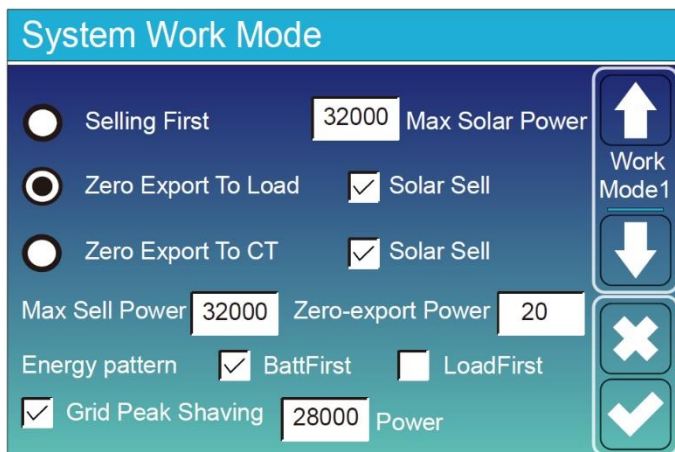 System Work Mode
Selling First 32000 Max Solar Power
Zero Export To Load Solar Sell
Work
Mode1
Zero Export To CT Solar Sell
Max Sell Power 32000 Zero-export Power 20
Energy pattern BattFirst LoadFirst
Grid Peak Shaving 28000 Power